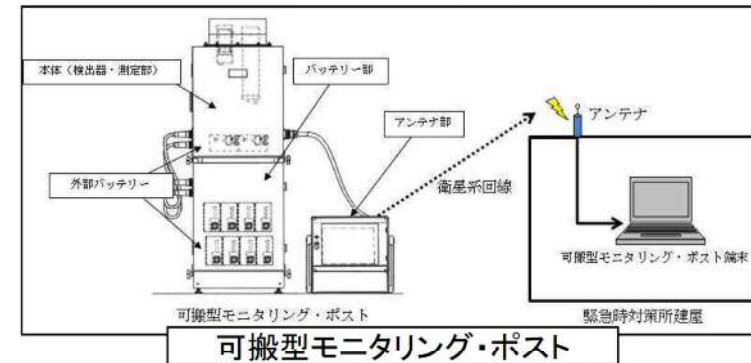 本体（検出器・測定部）
バッテリー部
アンテナ部
外部バッテリー
衛星系回線
アンテナ
可搬型モニタリング・ポスト端末
可搬型モニタリング・ポスト
緊急時対策所建屋
可搬型モニタリング・ポスト